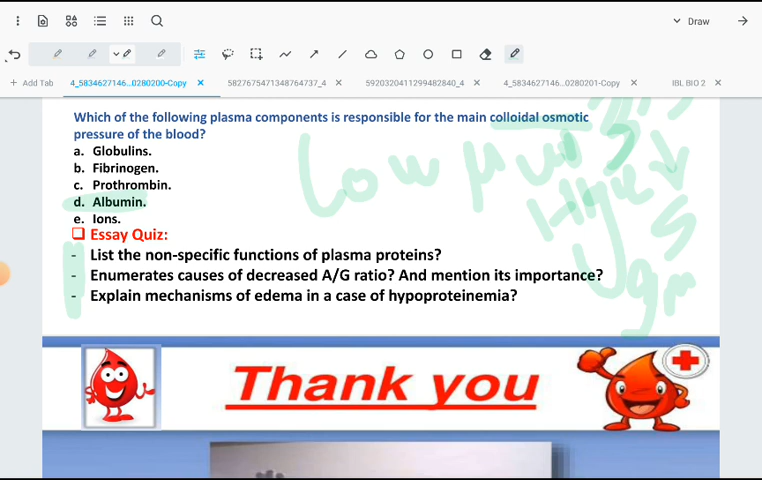 Draw
Add Tab
4_5834627146...0280200-Copy
5827675471348764737_4
5920320411299482840_4
4_5834627146...0280201-Copy
IBL BIO 2
Which of the following plasma components is responsible for the main colloidal osmotic
pressure of the blood?
a. Globulins.
b. Fibrinogen.
c. Prothrombin.
d. Albumin.
e. Ions.
Essay Quiz:
- List the non-specific functions of plasma proteins?
- Enumerates causes of decreased A/G ratio? And mention its importance?
- Explain mechanisms of edema in a case of hypoproteinemia?
Low
Thank you